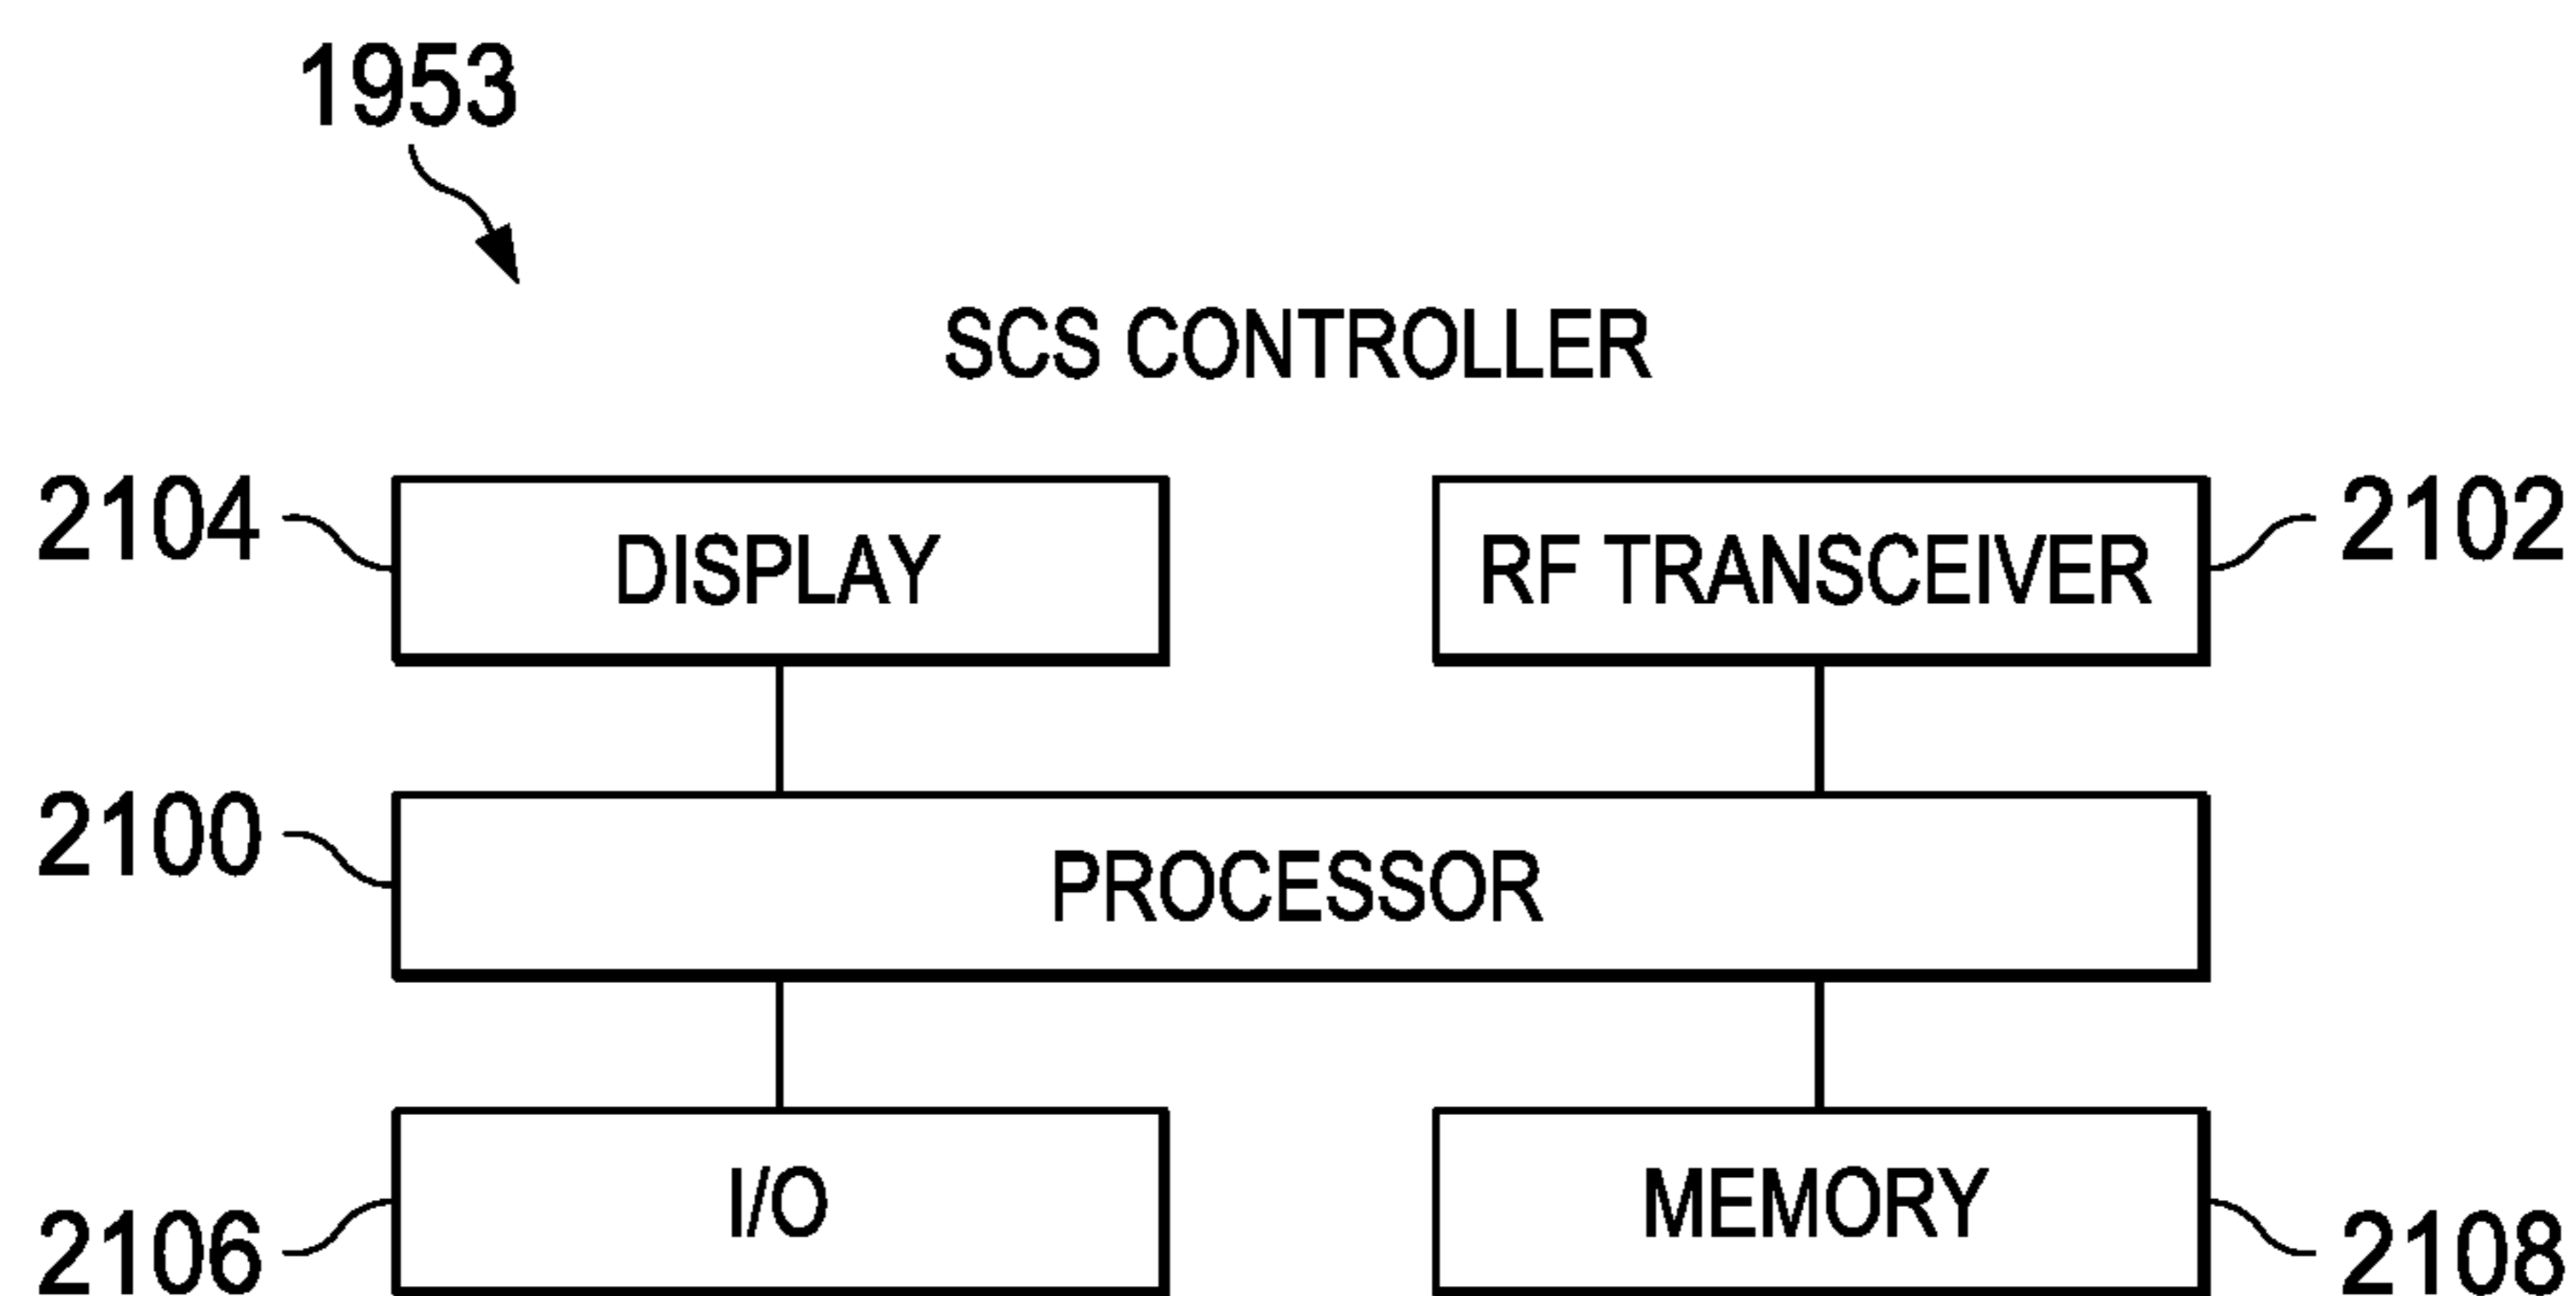 1953
SCS CONTROLLER
2104 DISPLAY RF TRANSCEIVER 2102
2100 PROCESSOR
2106 I/O MEMORY 2108